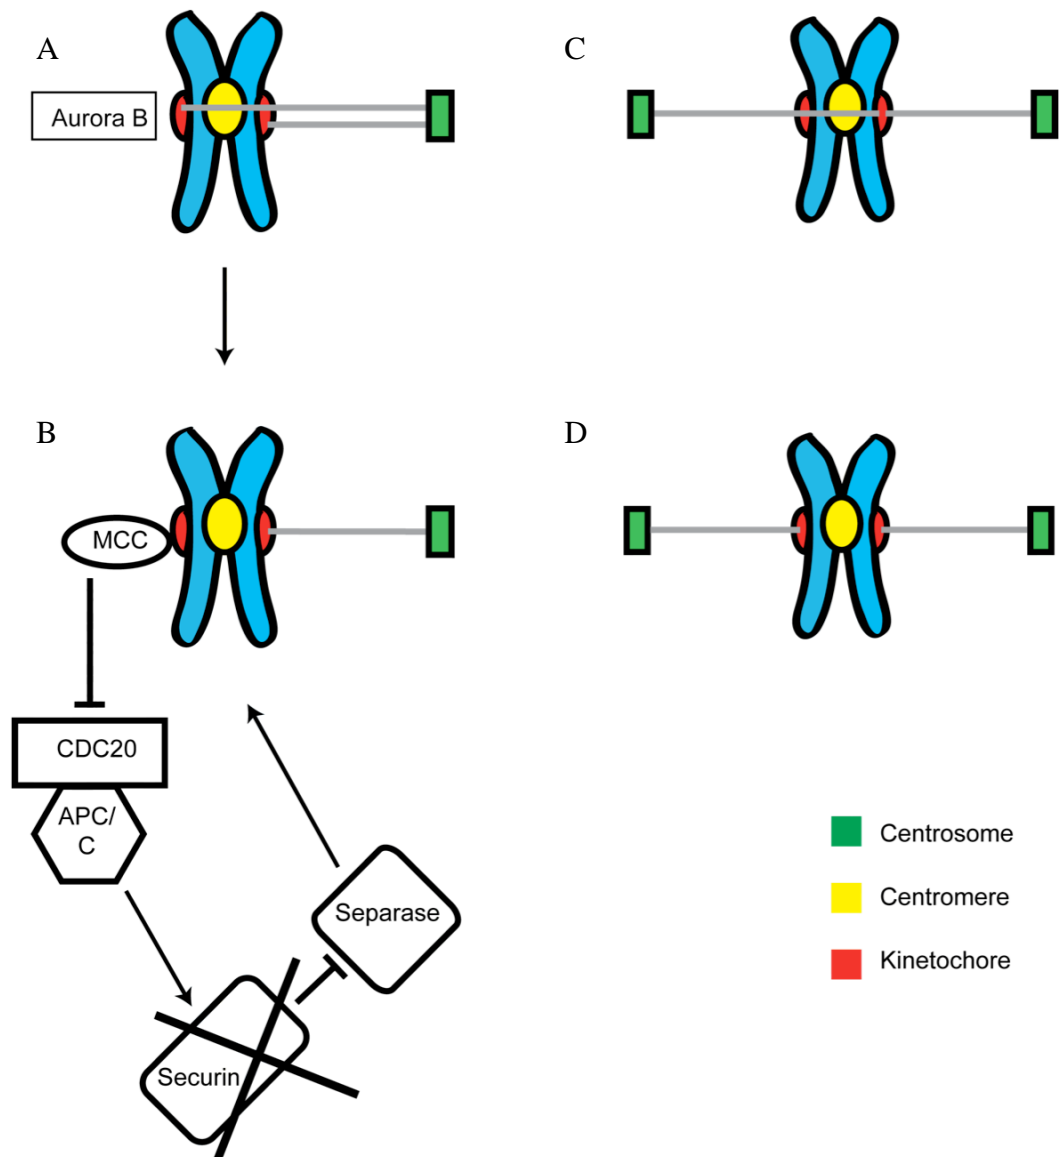 A
Aurora B
C
B
MCC
D
CDC20
APC/
C
Separase
Securin
Centrosome
Centromere
Kinetochore